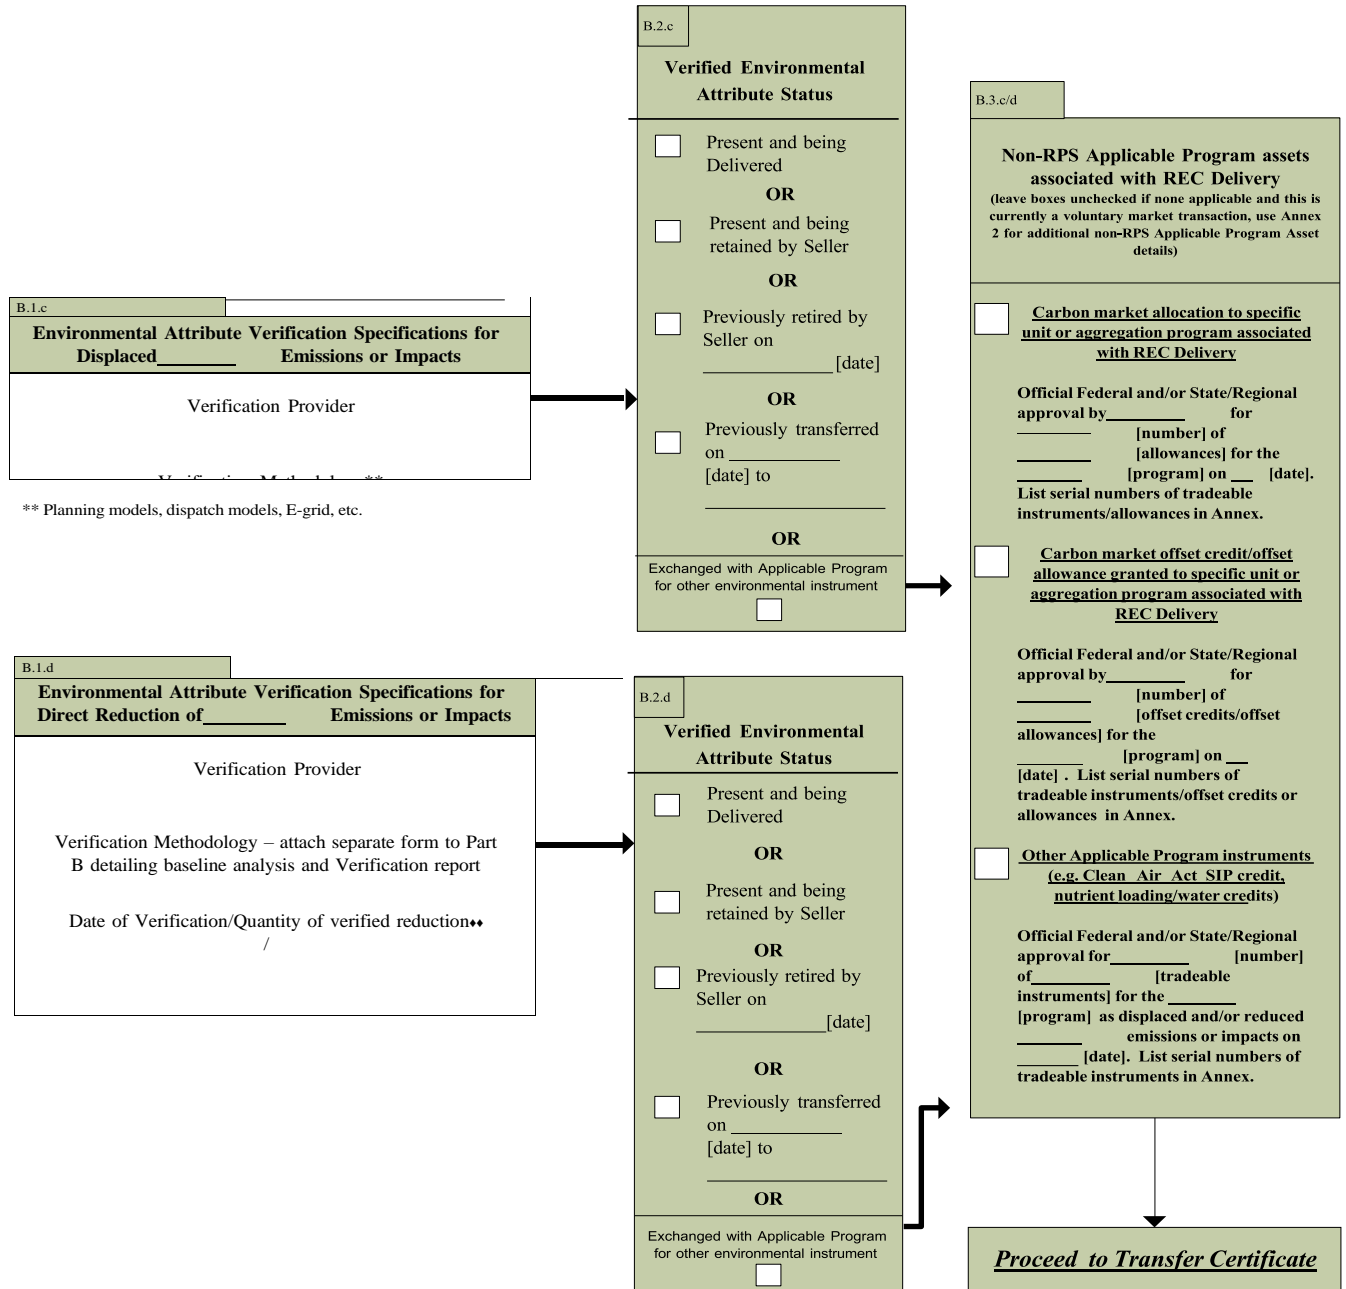 B.1.c
Environmental Attribute Verification Specifications for
Displaced________ Emissions or Impacts
Verification Provider
** Planning models, dispatch models, E-grid, etc.
B.2.c
Verified Environmental
Attribute Status
Present and being
Delivered
OR
Present and being
retained by Seller
OR
Previously retired by
Seller on
_____________[date]
OR
Previously transferred
on ___________
[date] to
__________________
OR
Exchanged with Applicable Program
for other environmental instrument
B.1.d
Environmental Attribute Verification Specifications for
Direct Reduction of________ Emissions or Impacts
Verification Provider
Verification Methodology – attach separate form to Part
B detailing baseline analysis and Verification report
Date of Verification/Quantity of verified reduction♦♦
/
B.2.d
Verified Environmental
Attribute Status
Present and being
Delivered
OR
Present and being
retained by Seller
OR
Previously retired by
Seller on
_____________[date]
OR
Previously transferred
on ___________
[date] to
__________________
OR
Exchanged with Applicable Program
for other environmental instrument
B.3.c/d
Non-RPS Applicable Program assets
associated with REC Delivery
(leave boxes unchecked if none applicable and this is
currently a voluntary market transaction, use Annex
2 for additional non-RPS Applicable Program Asset
details)
Carbon market allocation to specific
unit or aggregation program associated
with REC Delivery
Official Federal and/or State/Regional
approval by________ for
________ [number] of
________ [allowances] for the
_______ [program] on __ [date].
List serial numbers of tradeable
instruments/allowances in Annex.
Carbon market offset credit/offset
allowance granted to specific unit or
aggregation program associated with
REC Delivery
Official Federal and/or State/Regional
approval by________ for
________ [number] of
________ [offset credits/offset
allowances] for the
_______ [program] on __
[date] . List serial numbers of
tradeable instruments/offset credits or
allowances in Annex.
Other Applicable Program instruments
(e.g. Clean Air Act SIP credit,
nutrient loading/water credits)
Official Federal and/or State/Regional
approval for________ [number]
of________ [tradeable
instruments] for the _______
[program] as displaced and/or reduced
_______ emissions or impacts on
_______ [date]. List serial numbers of
tradeable instruments in Annex.
Proceed to Transfer Certificate